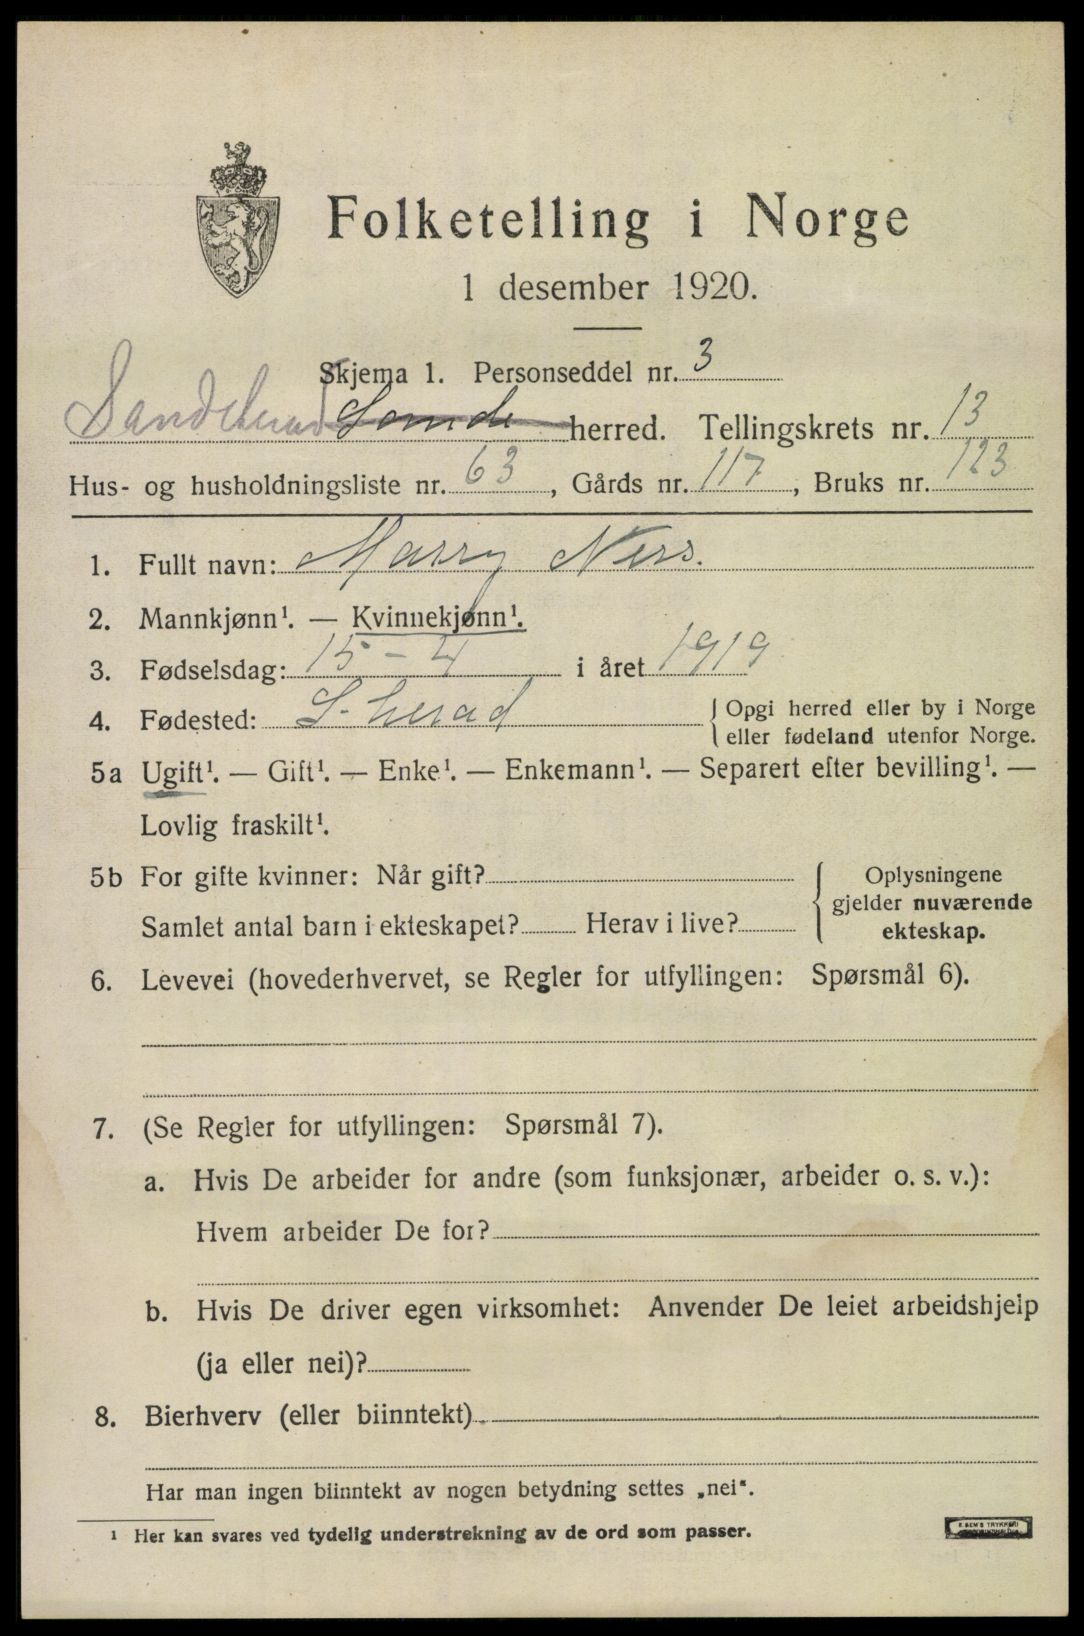 Folketelling i Norge
1 desember 1920.
Skjema 1. Personseddel nr. 3
Sandeherad herred. Tellingskrets nr. 13
Hus- og husholdningsliste nr. 63, Gårds nr. 117, Bruks nr. 123
1. Fullt navn: Marry Ness.
2. Mannkjønn¹. — Kvinnekjønn¹.
3. Fødselsdag: 15 - 4 i året 1919
4. Fødested: S. herad { Opgi herred eller by i Norge
eller fødeland utenfor Norge.
5a Ugift¹. — Gift¹. — Enke¹. — Enkemann¹. — Separert efter bevilling¹. —
Lovlig fraskilt¹.
5b For gifte kvinner: Når gift?
Samlet antal barn i ekteskapet? Herav i live?
{ Oplysningene
gjelder nuværende
ekteskap.
6. Levevei (hovederhvervet, se Regler for utfyllingen: Spørsmål 6).
7. (Se Regler for utfyllingen: Spørsmål 7).
a. Hvis De arbeider for andre (som funksjonær, arbeider o. s. v.):
Hvem arbeider De for?
b. Hvis De driver egen virksomhet: Anvender De leiet arbeidshjelp
(ja eller nei)?
8. Bierhverv (eller biinntekt)
Har man ingen biinntekt av nogen betydning settes „nei“.
¹ Her kan svares ved tydelig understrekning av de ord som passer.